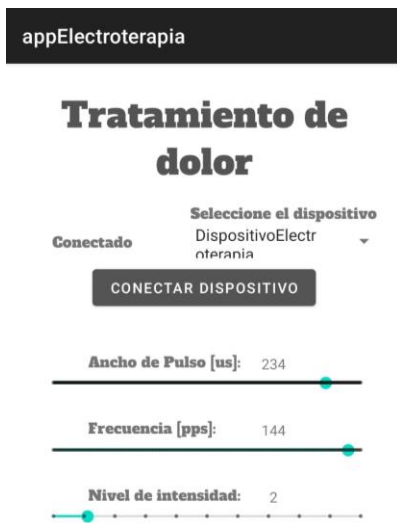 appElectroterapia
Tratamiento de
dolor
Seleccione el dispositivo
Conectado
DispositivoElectr
oterapia
CONECTAR DISPOSITIVO
Ancho de Pulso [us]: 234
Frecuencia [pps]: 144
Nivel de intensidad: 2